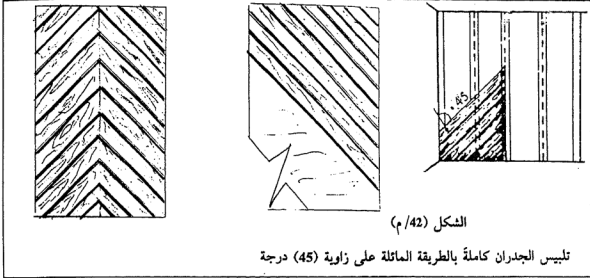 45
الشكل (42/م)
تلبيس الجدران كاملةً بالطريقة المائلة على زاوية (45) درجة